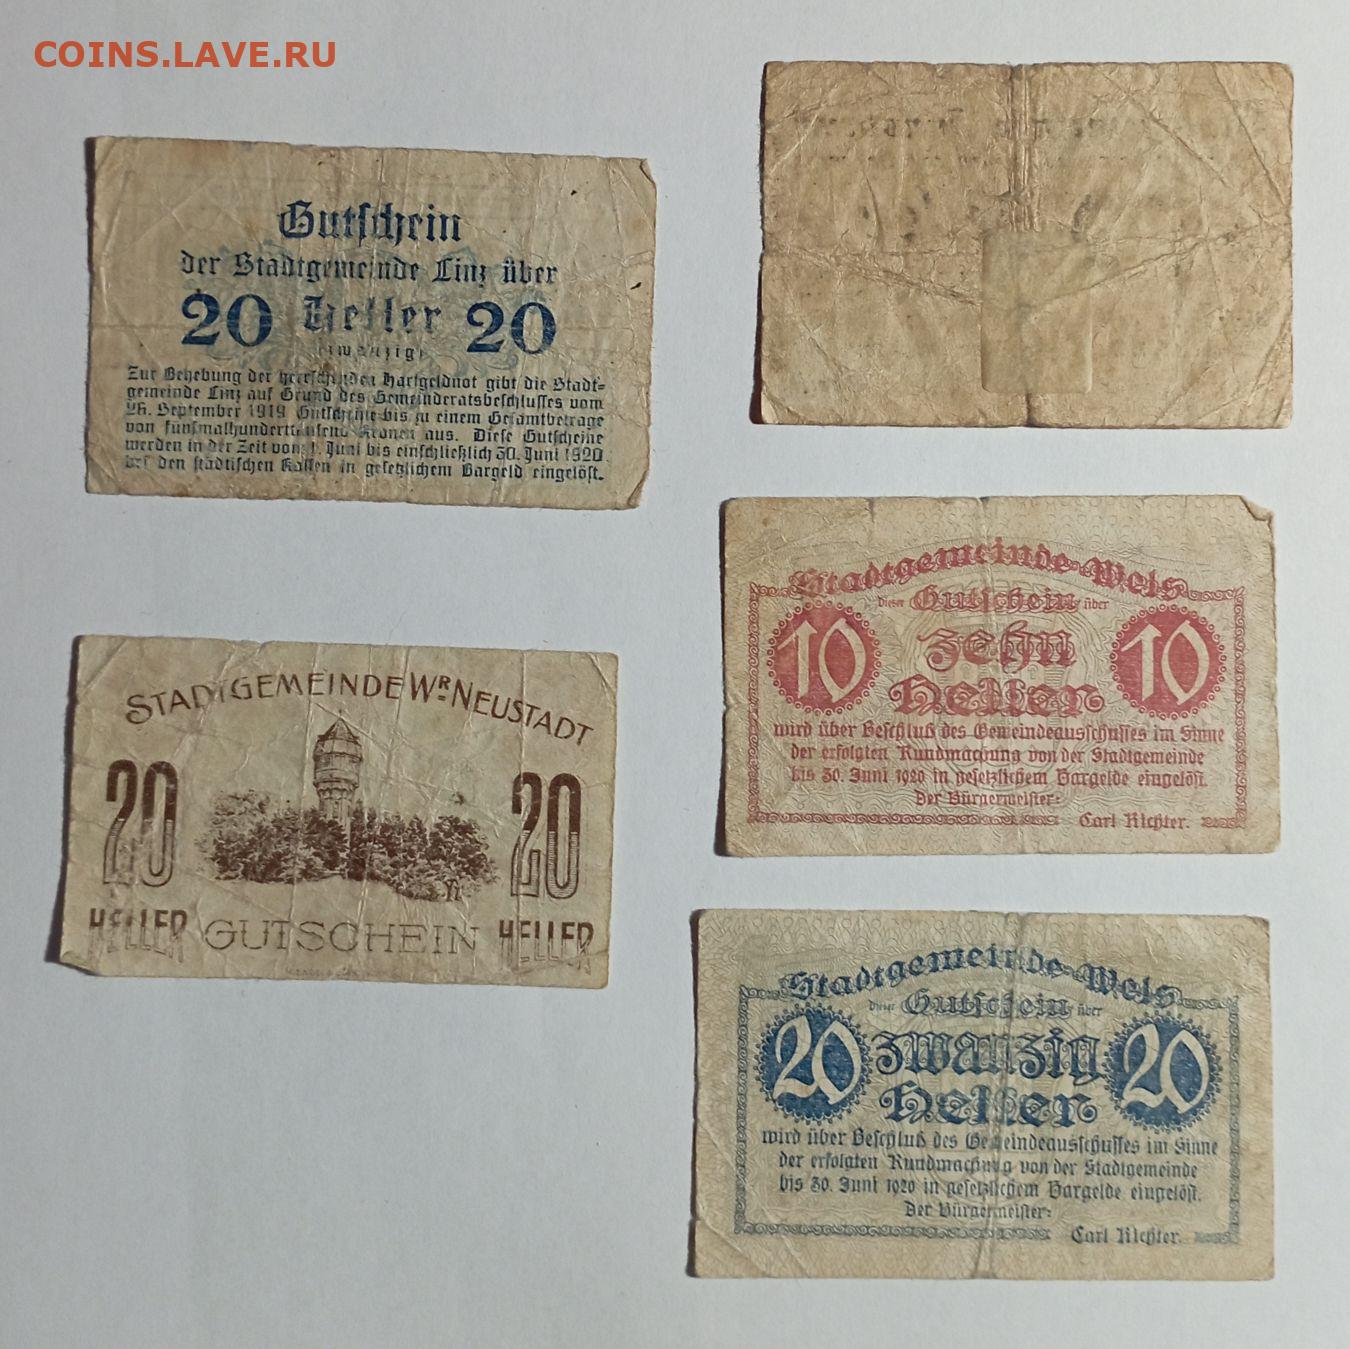 COINS.LAVE.RU
Gutschein
der Stadtgemeinde Linz über
20 Heller 20
(zwanzig)
Zur Behebung der herrschenden Hartgeldnot gibt die Stadt-
gemeinde Linz auf Grund des Gemeinderatsbeschlusses vom
26. September 1919 Gutscheine bis zu einem Gesamtbetrage
von fünfmalhunderttausend Kronen aus. Diese Gutscheine
werden in der Zeit vom 1. Juni bis einschließlich 30. Juni 1920
bei den städtischen Kassen in gesetzlichem Bargeld eingelöst.
STADTGEMEINDE WR NEUSTADT
20 20
HELLER GUTSCHEIN HELLER
Stadtgemeinde Wels
Dieser Gutschein über
10 Zehn 10
Heller
wird über Beschluß des Gemeindeausschusses im Sinne
der erfolgten Kundmachung von der Stadtgemeinde
bis 30. Juni 1920 in gesetzlichem Bargelde eingelöst.
Der Bürgermeister:
Carl Richter.
Stadtgemeinde Wels
Dieser Gutschein über
20 Zwanzig 20
Heller
wird über Beschluß des Gemeindeausschusses im Sinne
der erfolgten Kundmachung von der Stadtgemeinde
bis 30. Juni 1920 in gesetzlichem Bargelde eingelöst.
Der Bürgermeister:
Carl Richter.